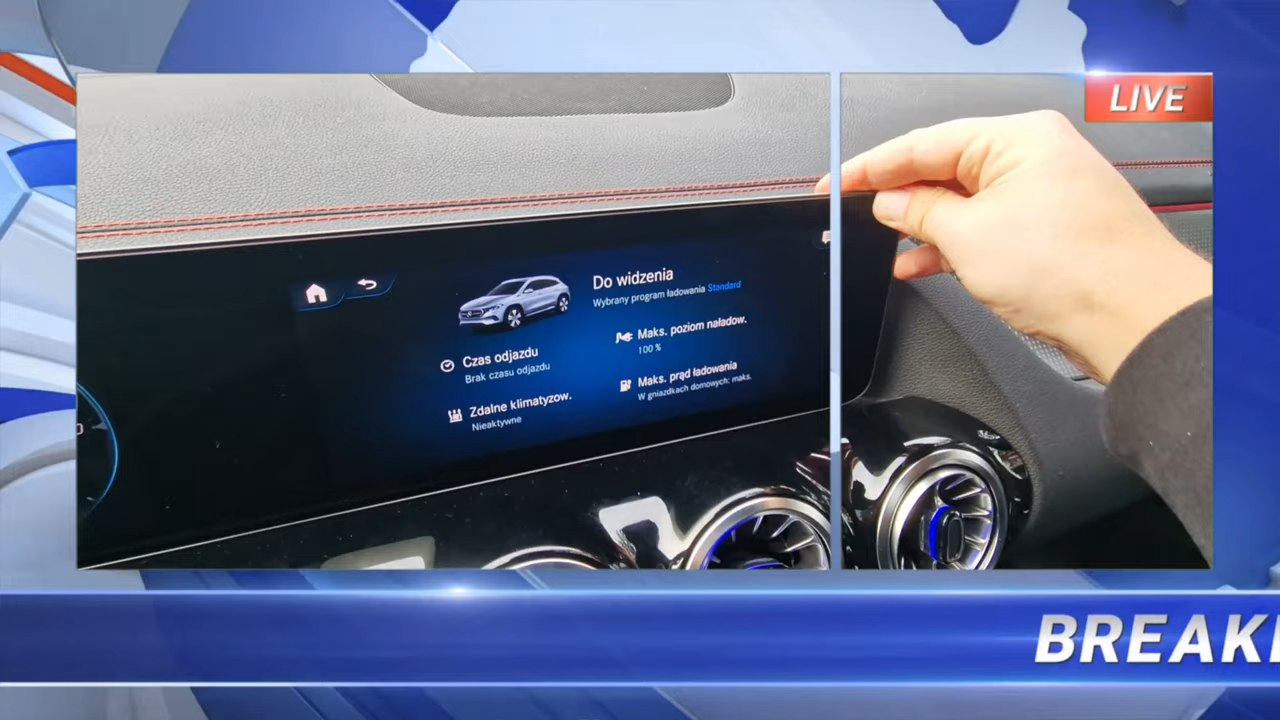 LIVE
Do widzenia
Wybrany program ładowania Standard
Czas odjazdu
Brak czasu odjazdu
Maks. poziom naładow.
100 %
Zdalne klimatyzow.
Nieaktywne
Maks. prąd ładowania
W gniazdkach domowych: maks.
BREAKI